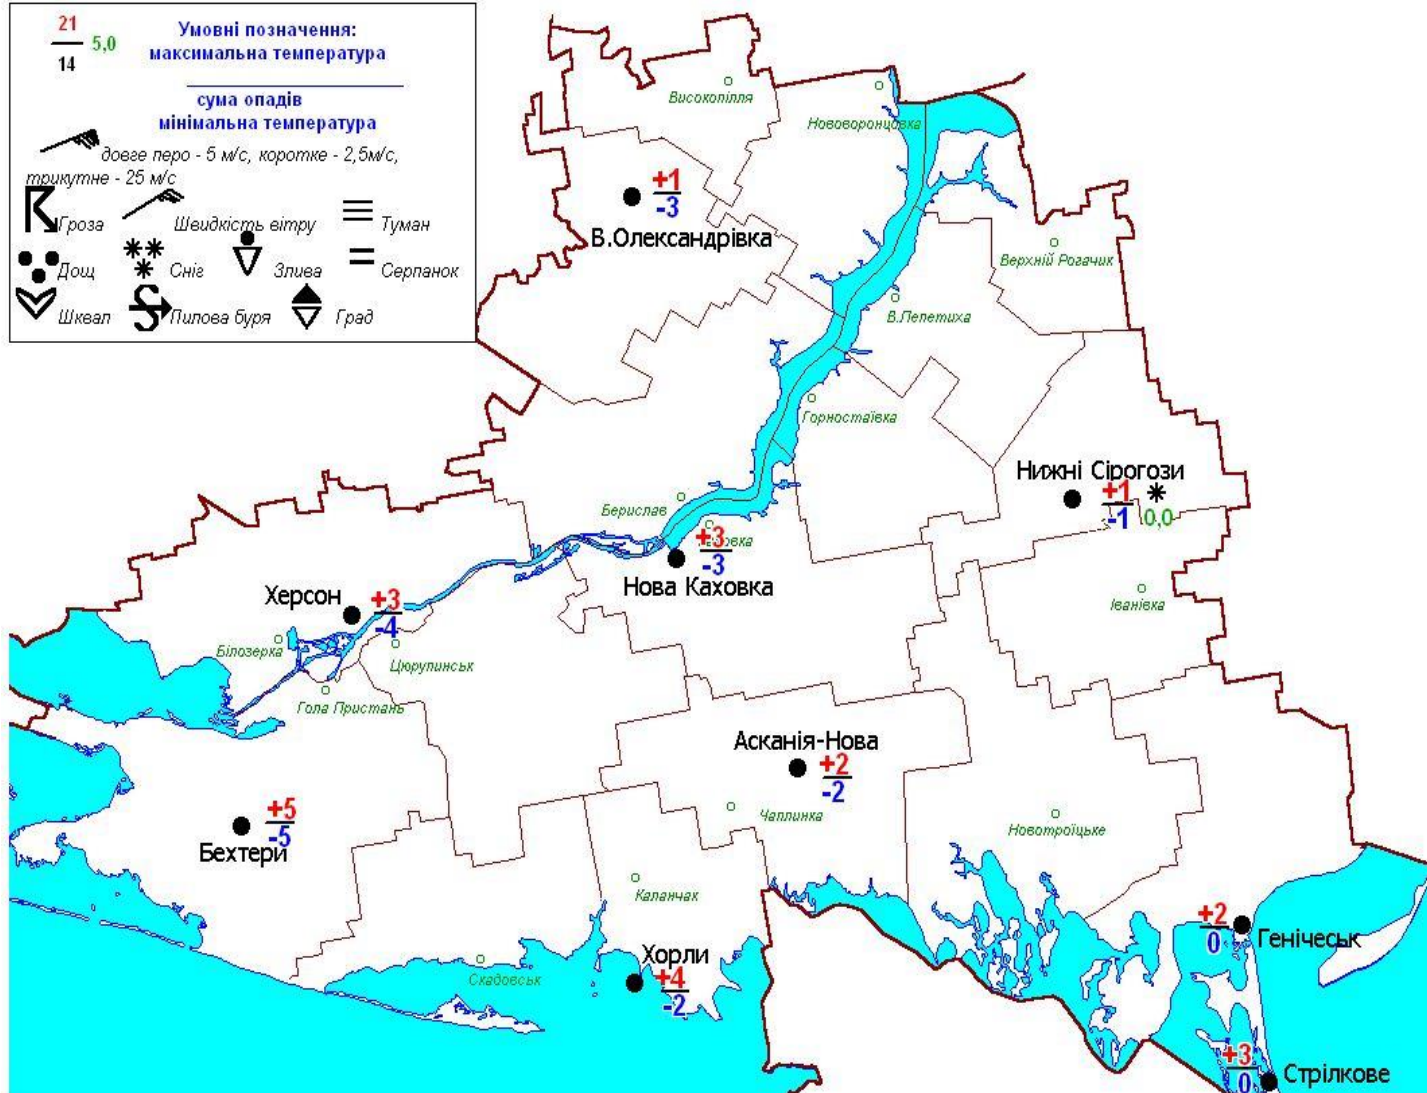 21
5,0
14
Умовні позначення:
максимальна температура
сума опадів
мінімальна температура
довге перо - 5 м/с, коротке - 2,5м/с,
трикутне - 25 м/с
Гроза
Швидкість вітру
Туман
Дощ
Сніг
Злива
Серпанок
Шквал
Пилова буря
Град
Високопілля
Нововоронцовка
+1
-3
В.Олександрівка
Верхній Рогачик
В.Лепетиха
Горностаївка
Нижні Сірогози
+1
-1
0,0
Берислав
+3
-3
Нова Каховка
Іванівка
Херсон
+3
-4
Білозерка
Цюрупинськ
Гола Пристань
Асканія-Нова
+2
-2
Чаплинка
Новотроїцьке
+5
-5
Бехтери
Каланчак
+2
0
Генічеськ
Скадовськ
Хорли
+4
-2
+3
0
Стрілкове